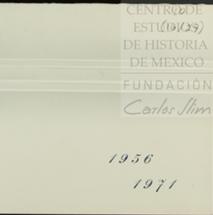 CENTRO DE
ESTUDIOS
DE HISTORIA
DE MEXICO
FUNDACIÓN
Carlos Slim
1956
1971